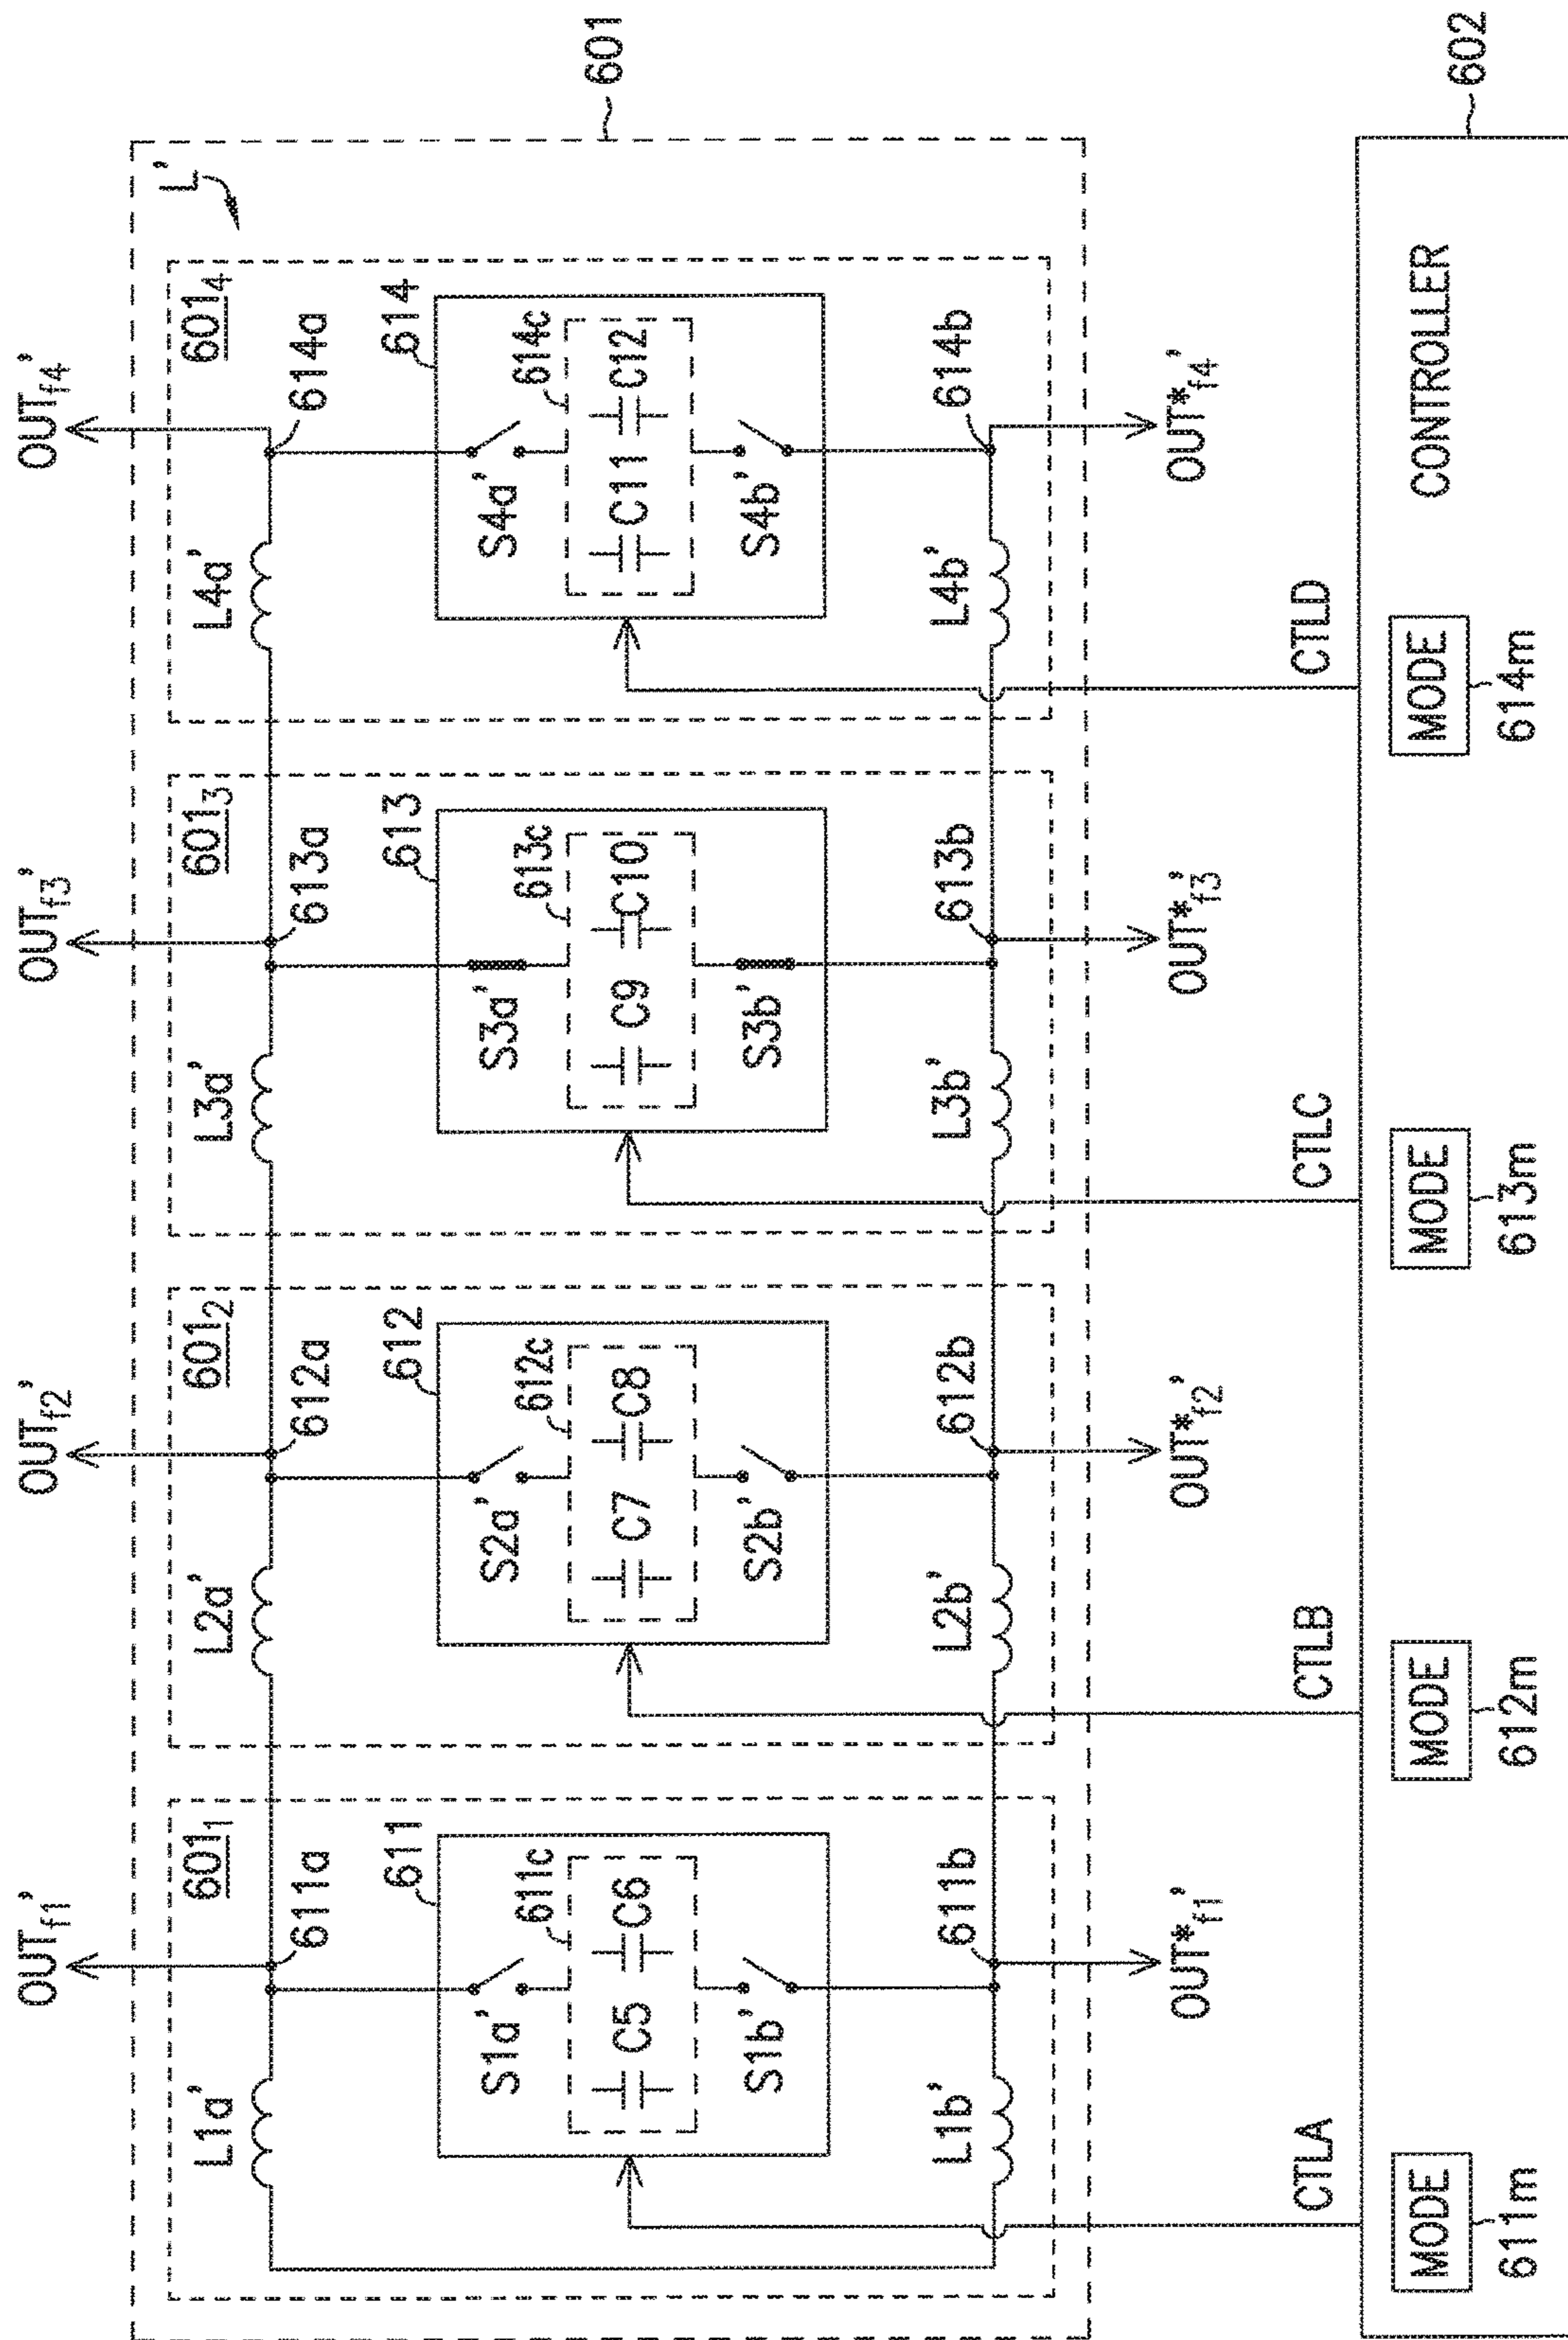 OUTf1'
OUTf2'
OUTf3'
OUTf4'
L'
601
6011
6012
6013
6014
L1a'
611a
L2a'
612a
L3a'
613a
L4a'
614a
611
612
613
614
S1a'
611c
S2a'
612c
S3a'
613c
S4a'
614c
C5
C6
C7
C8
C9
C10
C11
C12
S1b'
S2b'
S3b'
S4b'
L1b'
611b
L2b'
612b
L3b'
613b
L4b'
614b
OUT*f1'
OUT*f2'
OUT*f3'
OUT*f4'
CTLA
CTLB
CTLC
CTLD
MODE
611m
MODE
612m
MODE
613m
MODE
614m
CONTROLLER
602